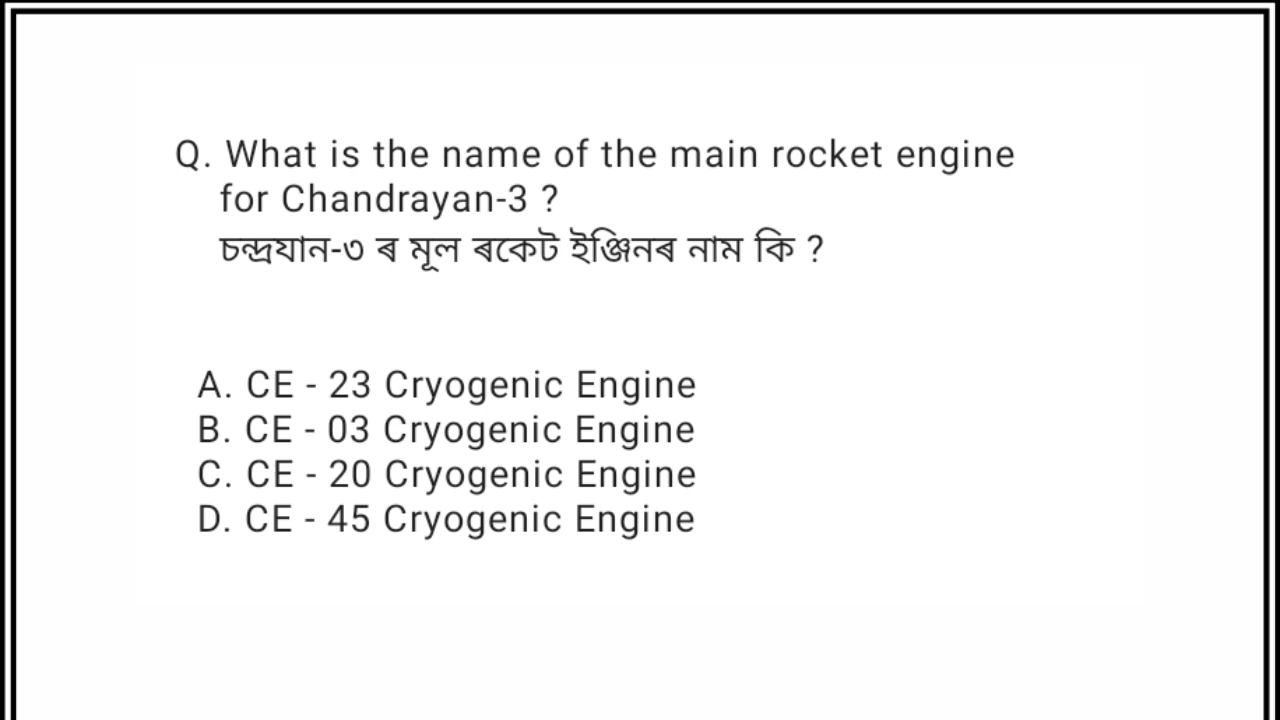 Q. What is the name of the main rocket engine
for Chandrayan-3 ?
চন্দ্ৰযান-৩ ৰ মূল ৰকেট ইঞ্জিনৰ নাম কি ?
A. CE - 23 Cryogenic Engine
B. CE - 03 Cryogenic Engine
C. CE - 20 Cryogenic Engine
D. CE - 45 Cryogenic Engine